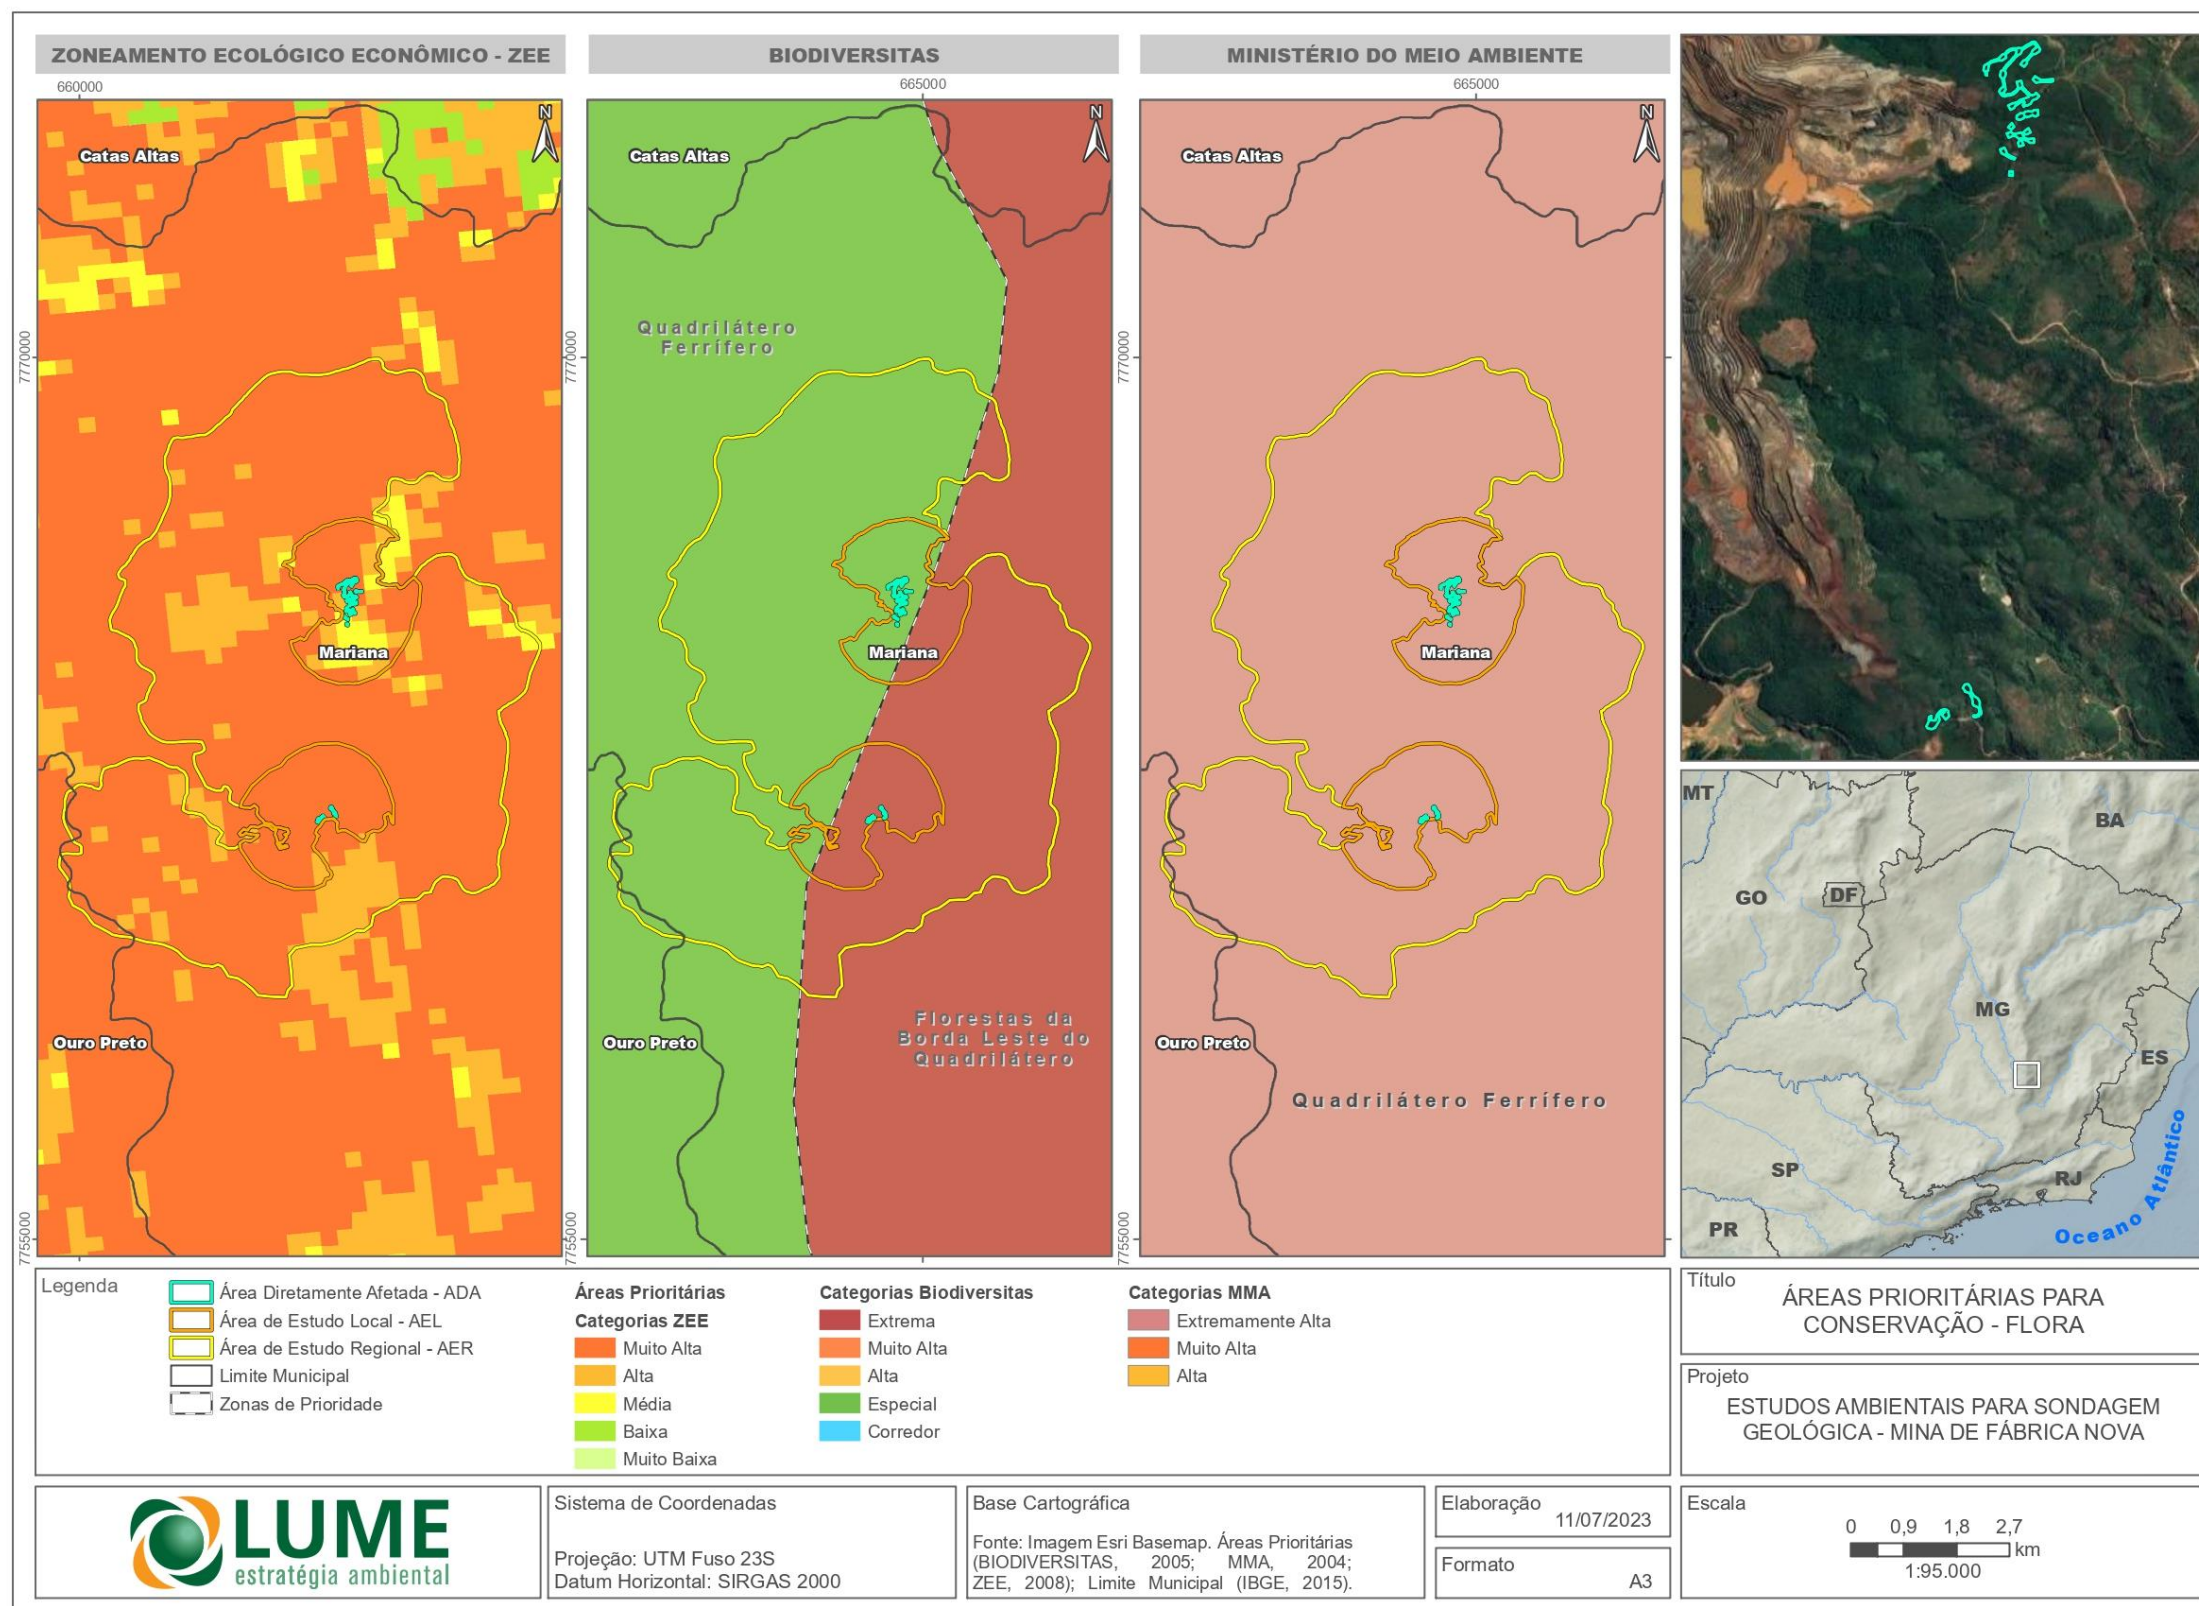 ZONEAMENTO ECOLÓGICO ECONÔMICO - ZEE
BIODIVERSITAS
MINISTÉRIO DO MEIO AMBIENTE
660000
665000
665000
N
N
N
Catas Altas
Catas Altas
Catas Altas
Quadrilátero
Ferrífero
7770000
7770000
7770000
Mariana
Mariana
Mariana
MT
BA
GO
DF
MG
ES
SP
RJ
PR
Oceano Atlântico
Florestas da
Borda Leste do
Quadrilátero
Ouro Preto
Ouro Preto
Ouro Preto
Quadrilátero Ferrífero
7755000
7755000
7755000
Legenda
Área Diretamente Afetada - ADA
Área de Estudo Local - AEL
Área de Estudo Regional - AER
Limite Municipal
Zonas de Prioridade
Áreas Prioritárias
Categorias ZEE
Muito Alta
Alta
Média
Baixa
Muito Baixa
Categorias Biodiversitas
Extrema
Muito Alta
Alta
Especial
Corredor
Categorias MMA
Extremamente Alta
Muito Alta
Alta
Título
ÁREAS PRIORITÁRIAS PARA
CONSERVAÇÃO - FLORA
Projeto
ESTUDOS AMBIENTAIS PARA SONDAGEM
GEOLÓGICA - MINA DE FÁBRICA NOVA
LUME
estratégia ambiental
Sistema de Coordenadas
Projeção: UTM Fuso 23S
Datum Horizontal: SIRGAS 2000
Base Cartográfica
Fonte: Imagem Esri Basemap. Áreas Prioritárias
(BIODIVERSITAS, 2005; MMA, 2004;
ZEE, 2008); Limite Municipal (IBGE, 2015).
Elaboração
11/07/2023
Formato
A3
Escala
0 0,9 1,8 2,7
km
1:95.000